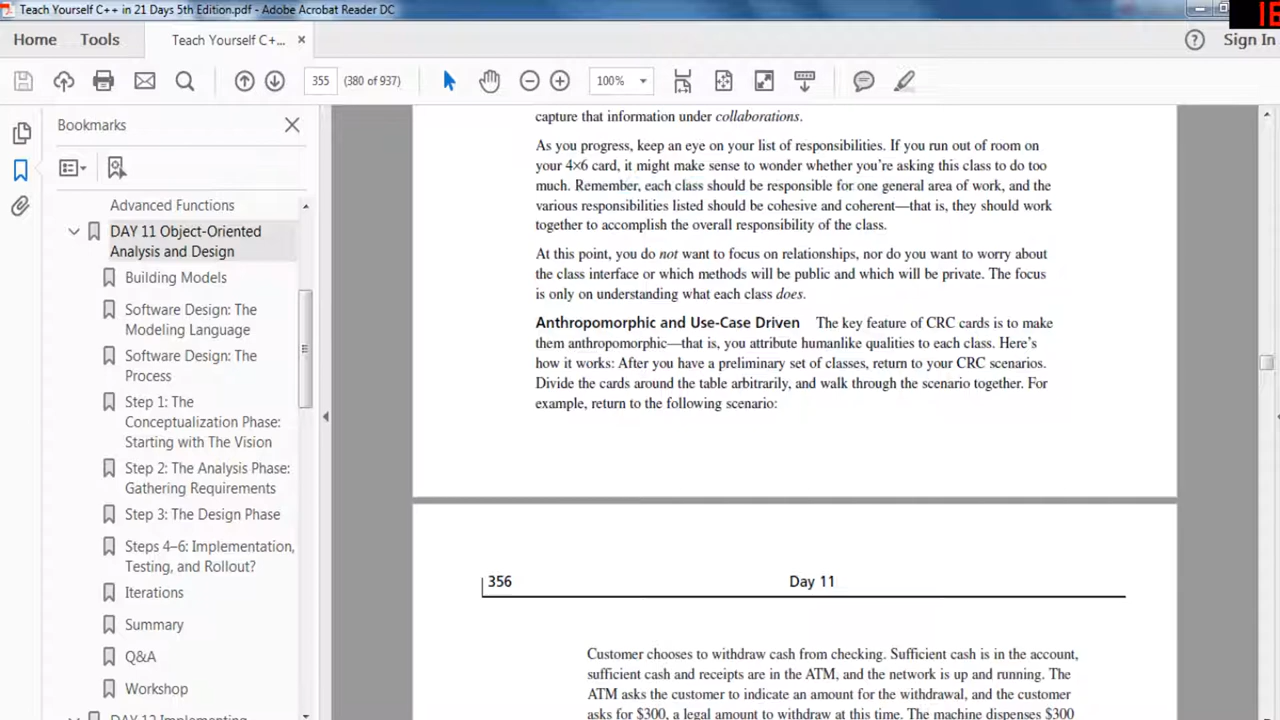 Teach Yourself C++ in 21 Days 5th Edition.pdf - Adobe Acrobat Reader DC
Home
Tools
Teach Yourself C+...
Sign In
355
(380 of 937)
100%
Bookmarks
Advanced Functions
DAY 11 Object-Oriented
Analysis and Design
Building Models
Software Design: The
Modeling Language
Software Design: The
Process
Step 1: The
Conceptualization Phase:
Starting with The Vision
Step 2: The Analysis Phase:
Gathering Requirements
Step 3: The Design Phase
Steps 4–6: Implementation,
Testing, and Rollout?
Iterations
Summary
Q&A
Workshop
DAY 12 Implementing
capture that information under collaborations.
As you progress, keep an eye on your list of responsibilities. If you run out of room on
your 4×6 card, it might make sense to wonder whether you're asking this class to do too
much. Remember, each class should be responsible for one general area of work, and the
various responsibilities listed should be cohesive and coherent—that is, they should work
together to accomplish the overall responsibility of the class.
At this point, you do not want to focus on relationships, nor do you want to worry about
the class interface or which methods will be public and which will be private. The focus
is only on understanding what each class does.
Anthropomorphic and Use-Case Driven The key feature of CRC cards is to make
them anthropomorphic—that is, you attribute humanlike qualities to each class. Here's
how it works: After you have a preliminary set of classes, return to your CRC scenarios.
Divide the cards around the table arbitrarily, and walk through the scenario together. For
example, return to the following scenario:
356
Day 11
Customer chooses to withdraw cash from checking. Sufficient cash is in the account,
sufficient cash and receipts are in the ATM, and the network is up and running. The
ATM asks the customer to indicate an amount for the withdrawal, and the customer
asks for $300, a legal amount to withdraw at this time. The machine dispenses $300